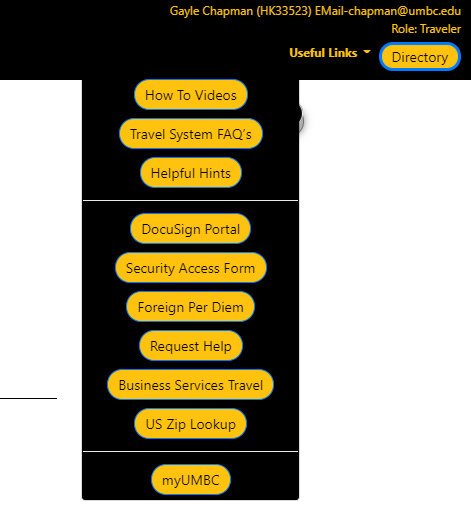 Gayle Chapman (HK33523) EMail-chapman@umbc.edu
Role: Traveler
Useful Links
Directory
How To Videos
Travel System FAQ's
Helpful Hints
DocuSign Portal
Security Access Form
Foreign Per Diem
Request Help
Business Services Travel
US Zip Lookup
myUMBC